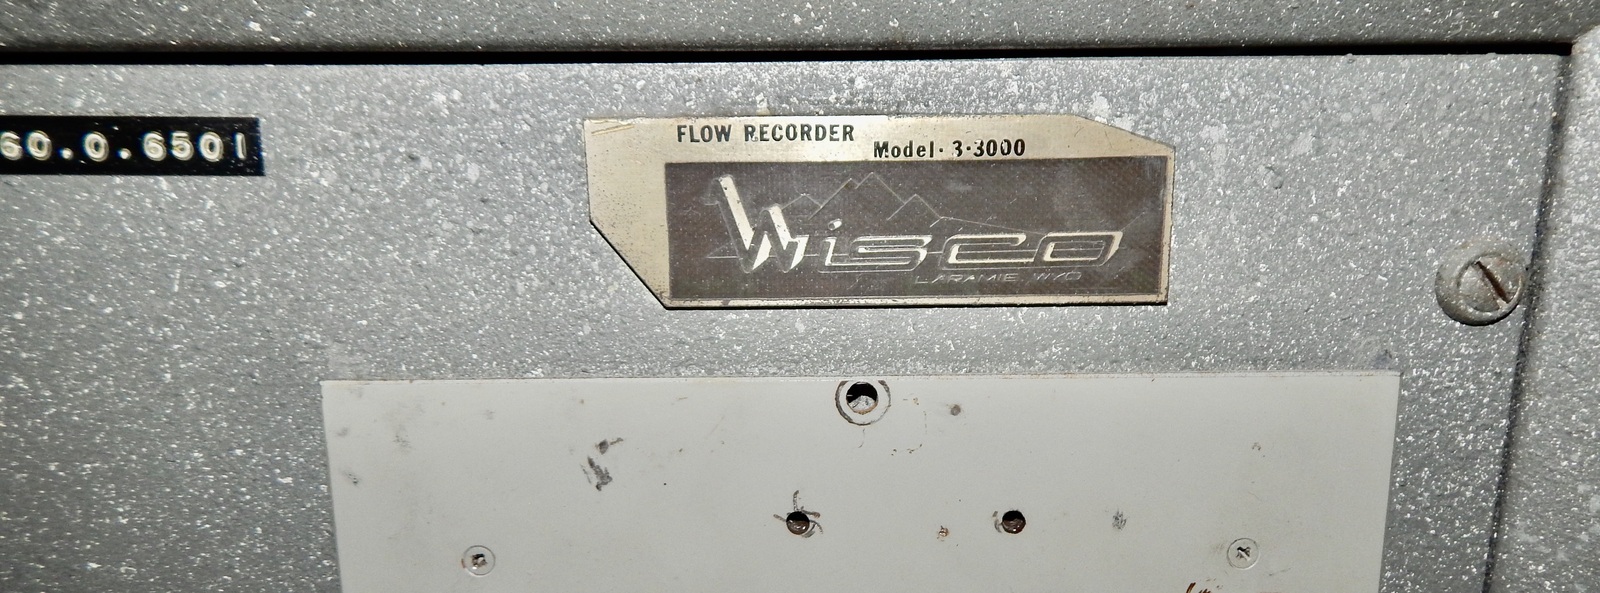 60.0.6501
FLOW RECORDER
Model· 3·3000
Wisco
LARAMIE, WYO